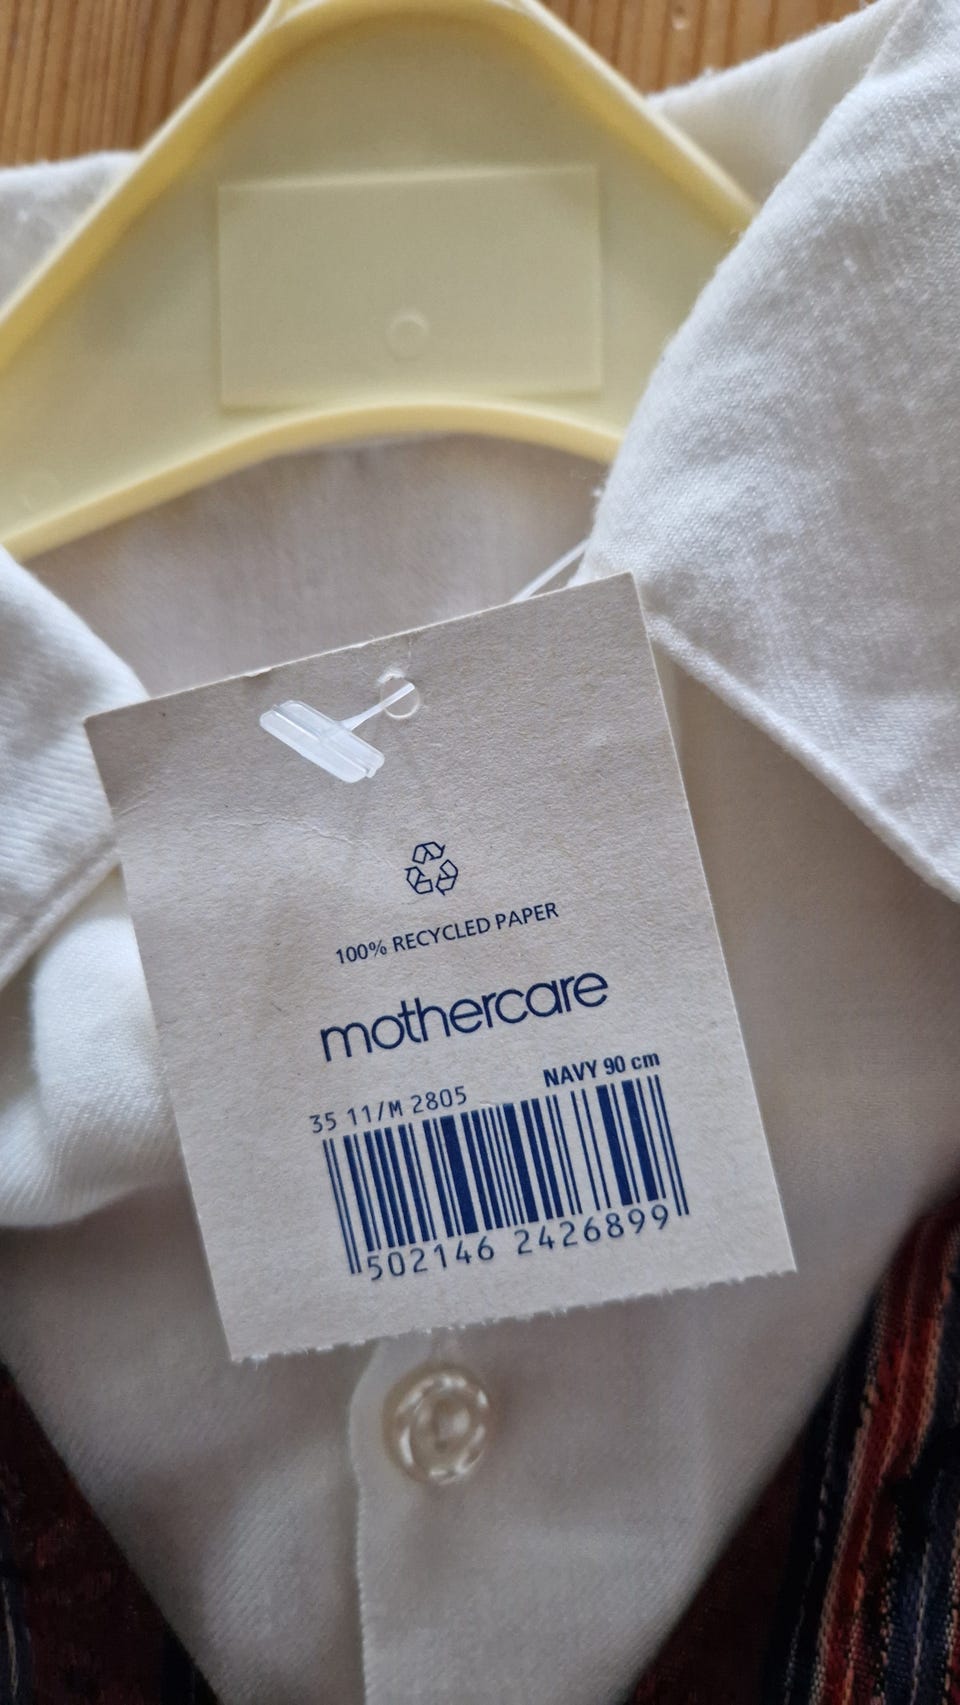 100% RECYCLED PAPER
mothercare
NAVY 90 cm
35 11/M 2805
502146 2426899